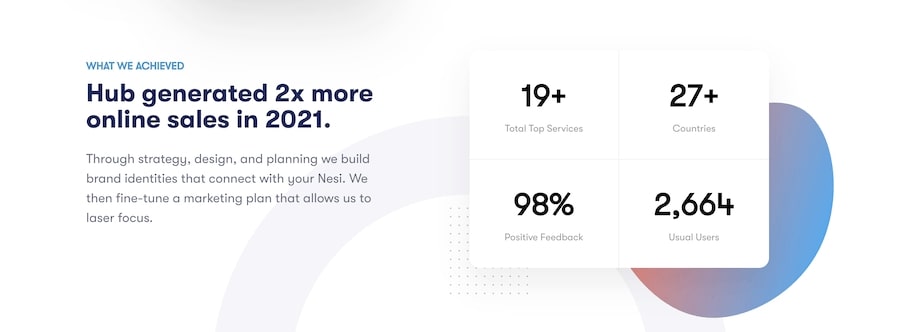 WHAT WE ACHIEVED
Hub generated 2x more
online sales in 2021.
Through strategy, design, and planning we build
brand identities that connect with your Nesi. We
then fine-tune a marketing plan that allows us to
laser focus.
19+
Total Top Services
27+
Countries
98%
Positive Feedback
2,664
Usual Users